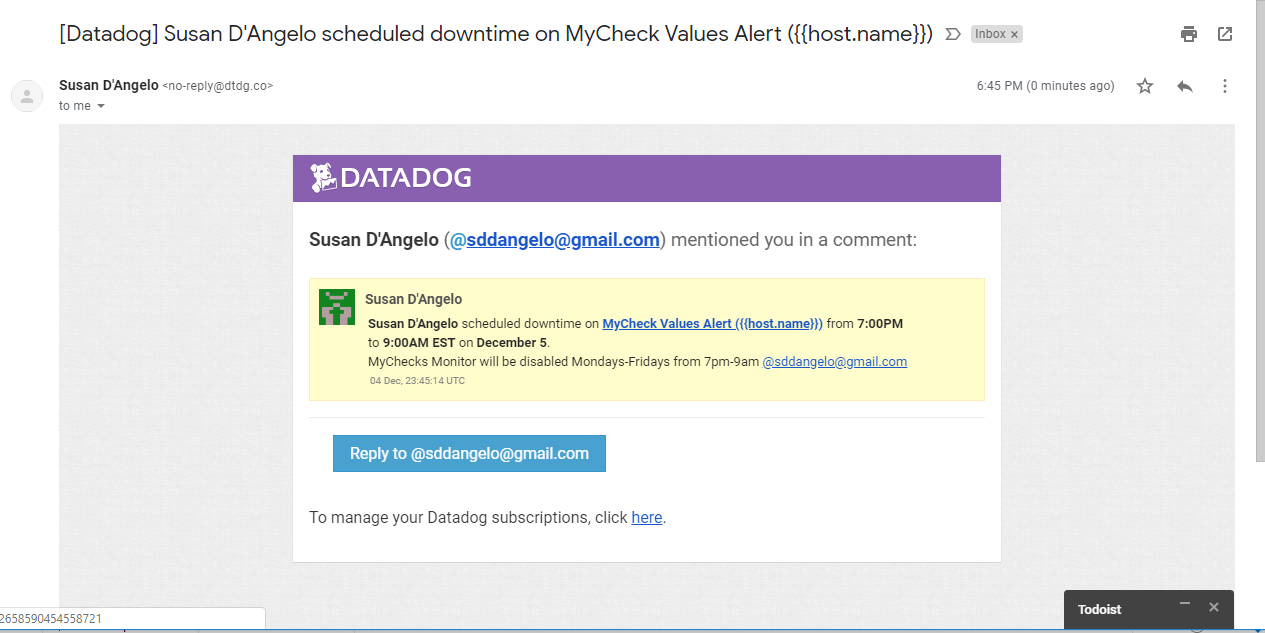 [Datadog] Susan D'Angelo scheduled downtime on MyCheck Values Alert ({{host.name}}) Inbox ×
Susan D'Angelo <no-reply@dtdg.co> 6:45 PM (0 minutes ago)
to me
DATADOG
Susan D'Angelo (@sddangelo@gmail.com) mentioned you in a comment:
Susan D'Angelo
Susan D'Angelo scheduled downtime on MyCheck Values Alert ({{host.name}}) from 7:00PM
to 9:00AM EST on December 5.
MyChecks Monitor will be disabled Mondays-Fridays from 7pm-9am @sddangelo@gmail.com
04 Dec, 23:45:14 UTC
Reply to @sddangelo@gmail.com
To manage your Datadog subscriptions, click here.
2658590454558721
Todoist